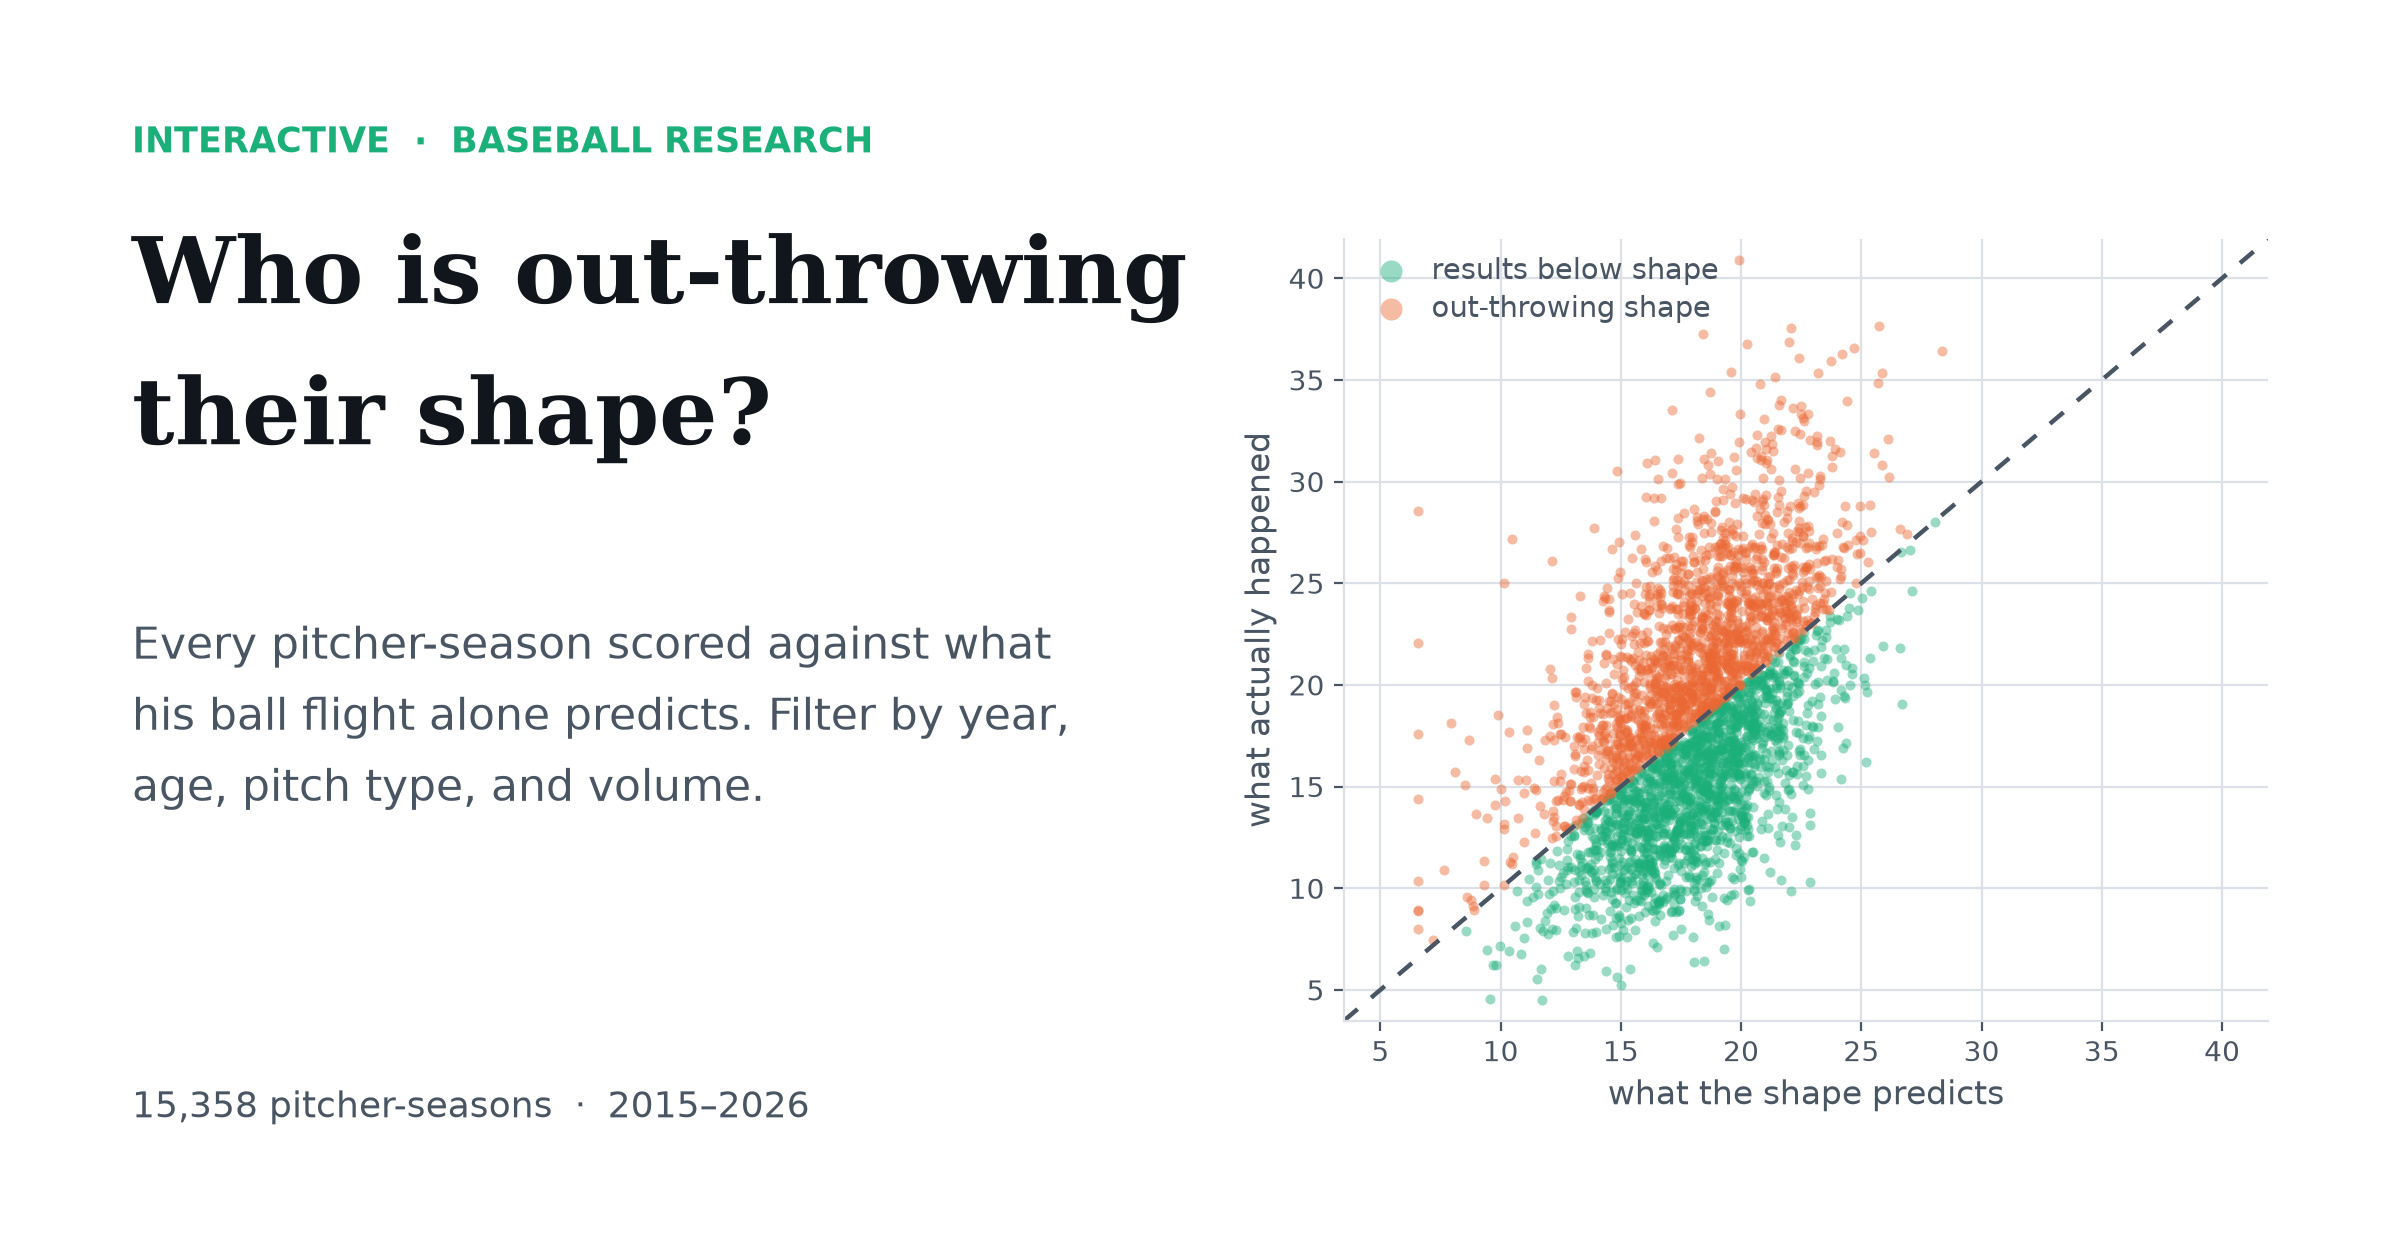 INTERACTIVE · BASEBALL RESEARCH
Who is out-throwing
their shape?
Every pitcher-season scored against what
his ball flight alone predicts. Filter by year,
age, pitch type, and volume.
15,358 pitcher-seasons · 2015–2026
results below shape
out-throwing shape
what actually happened
40
35
30
25
20
15
10
5
5 10 15 20 25 30 35 40
what the shape predicts